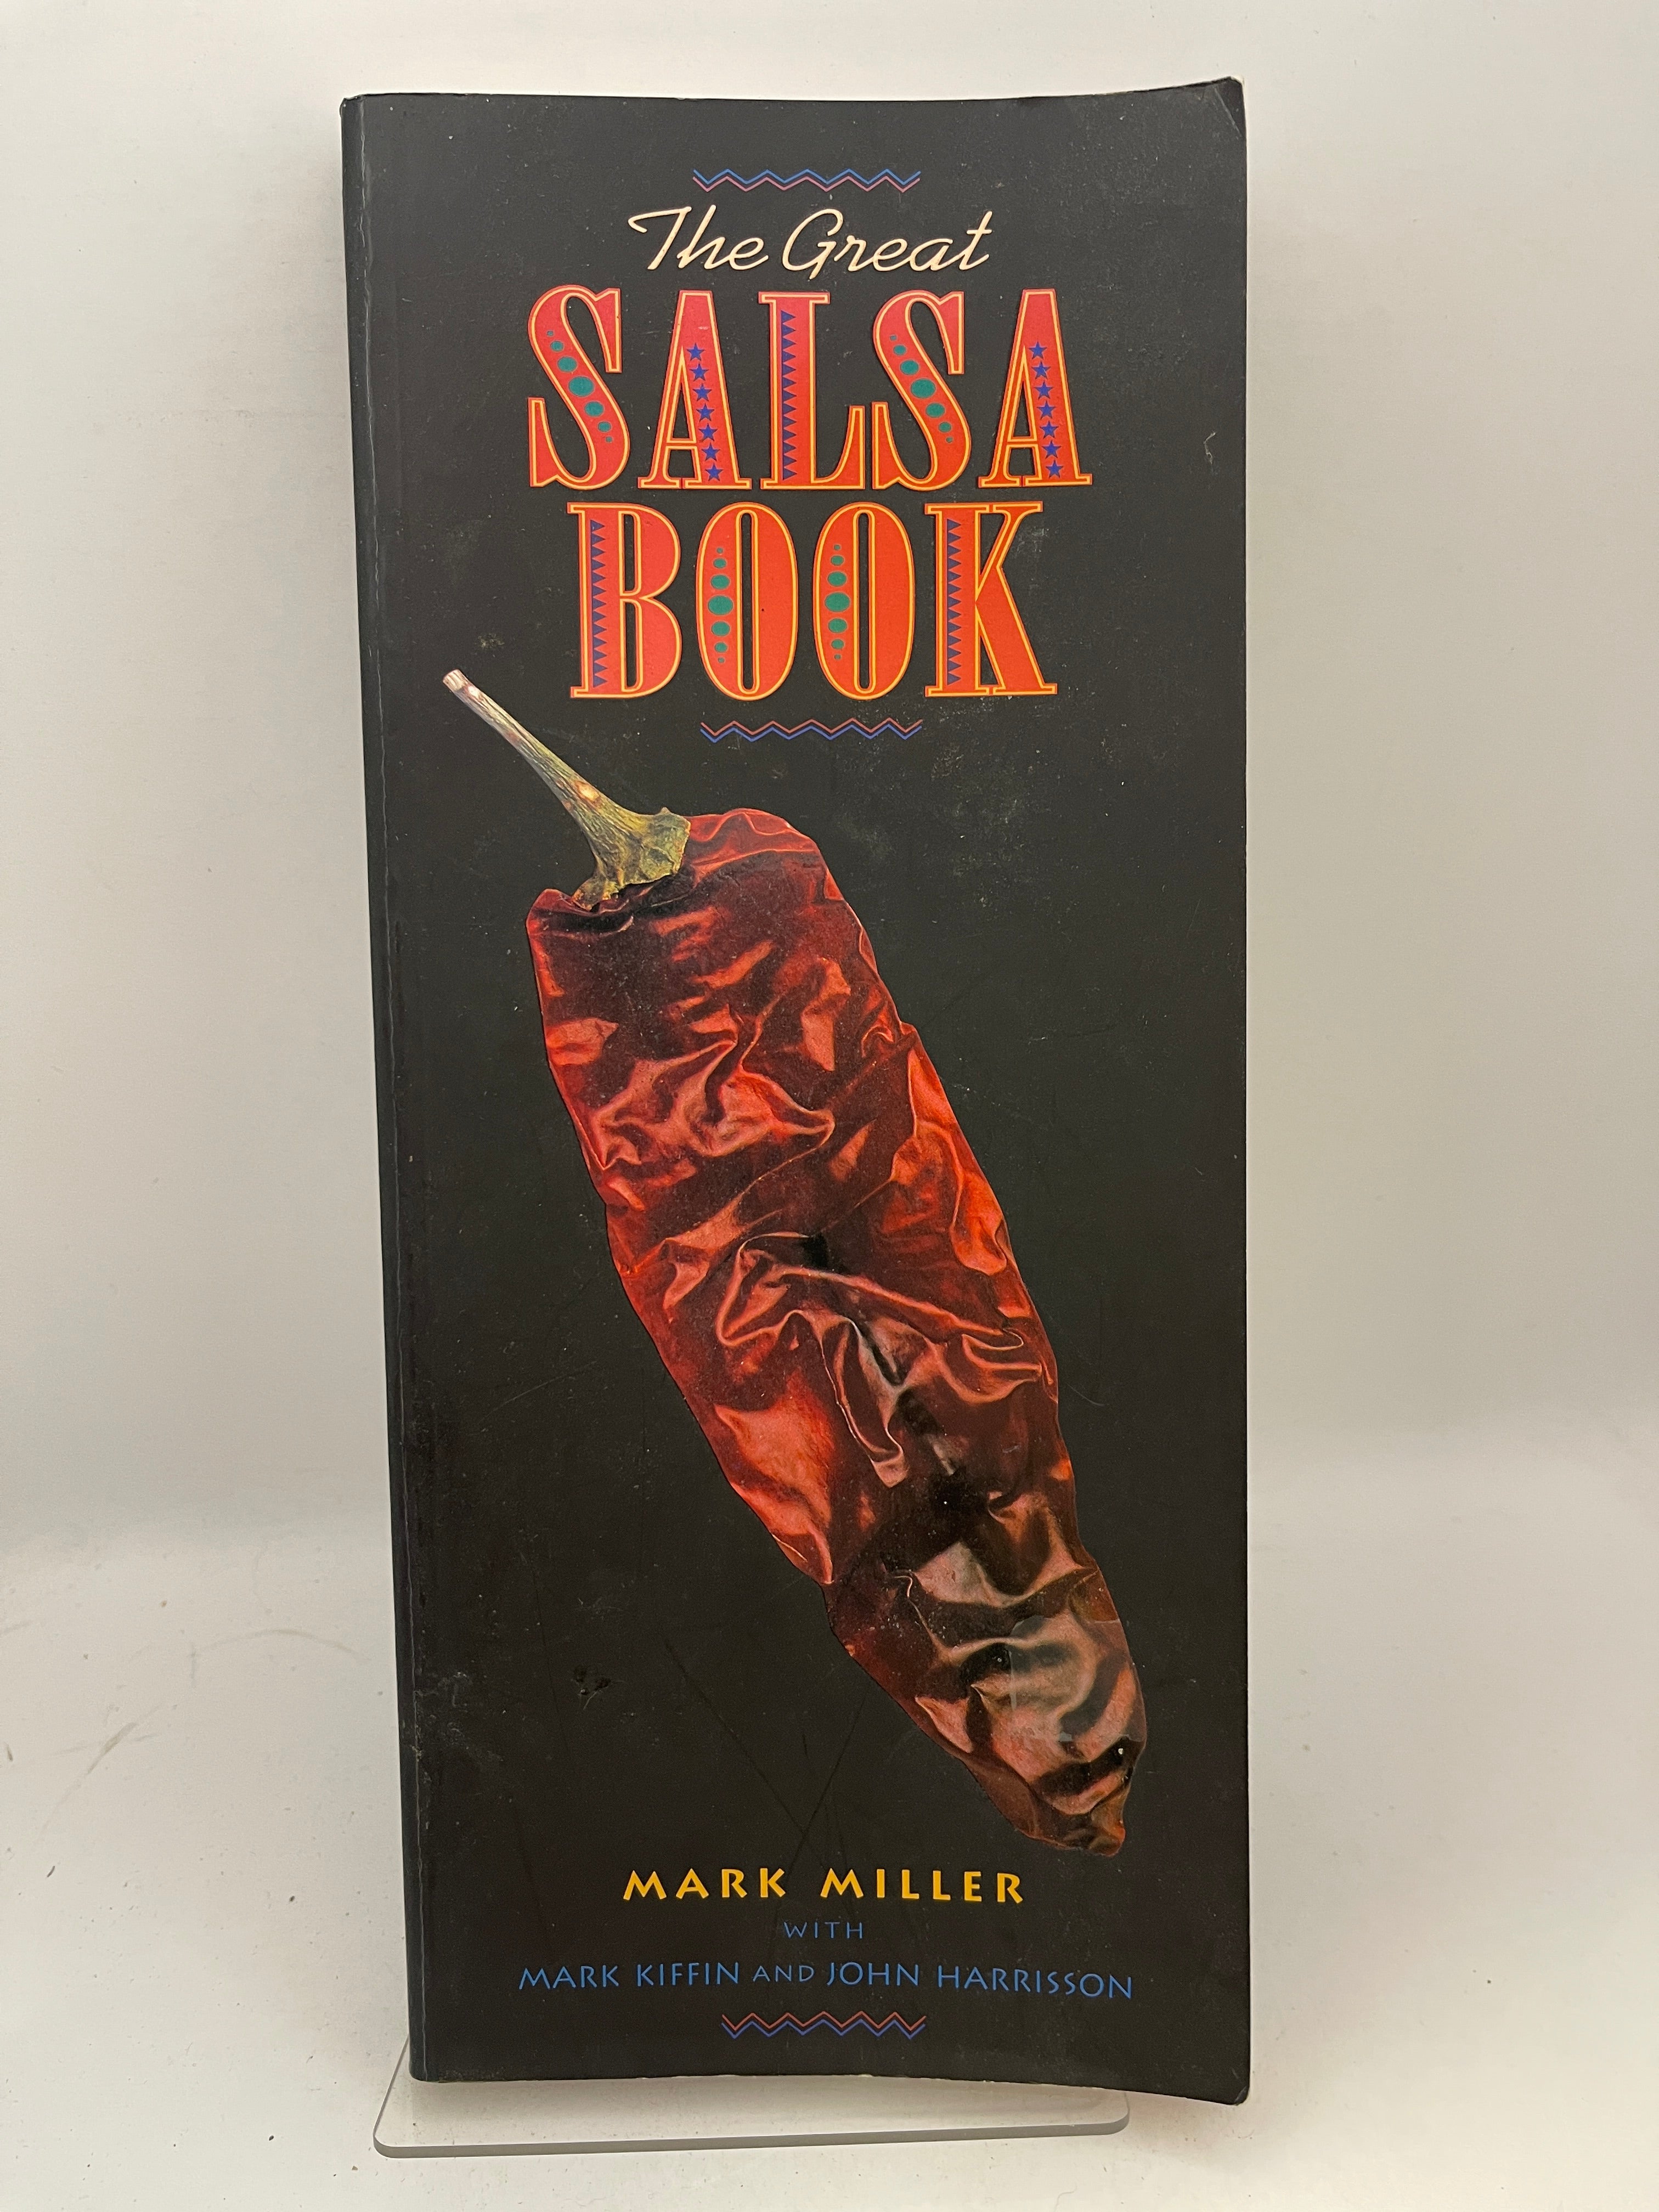 The Great
SALSA
BOOK
MARK MILLER
WITH
MARK KIFFIN AND JOHN HARRISSON